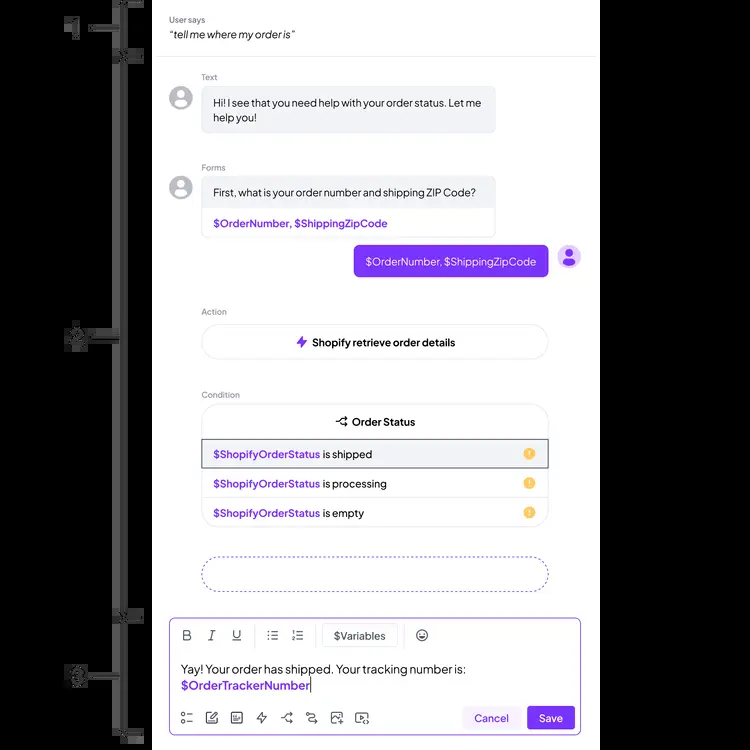 User says
“tell me where my order is”
Text
Hi! I see that you need help with your order status. Let me
help you!
Forms
First, what is your order number and shipping ZIP Code?
$OrderNumber, $ShippingZipCode
$OrderNumber, $ShippingZipCode
Action
Shopify retrieve order details
Condition
Order Status
$ShopifyOrderStatus is shipped
$ShopifyOrderStatus is processing
$ShopifyOrderStatus is empty
B I U $Variables
Yay! Your order has shipped. Your tracking number is:
$OrderTrackerNumber
Cancel Save